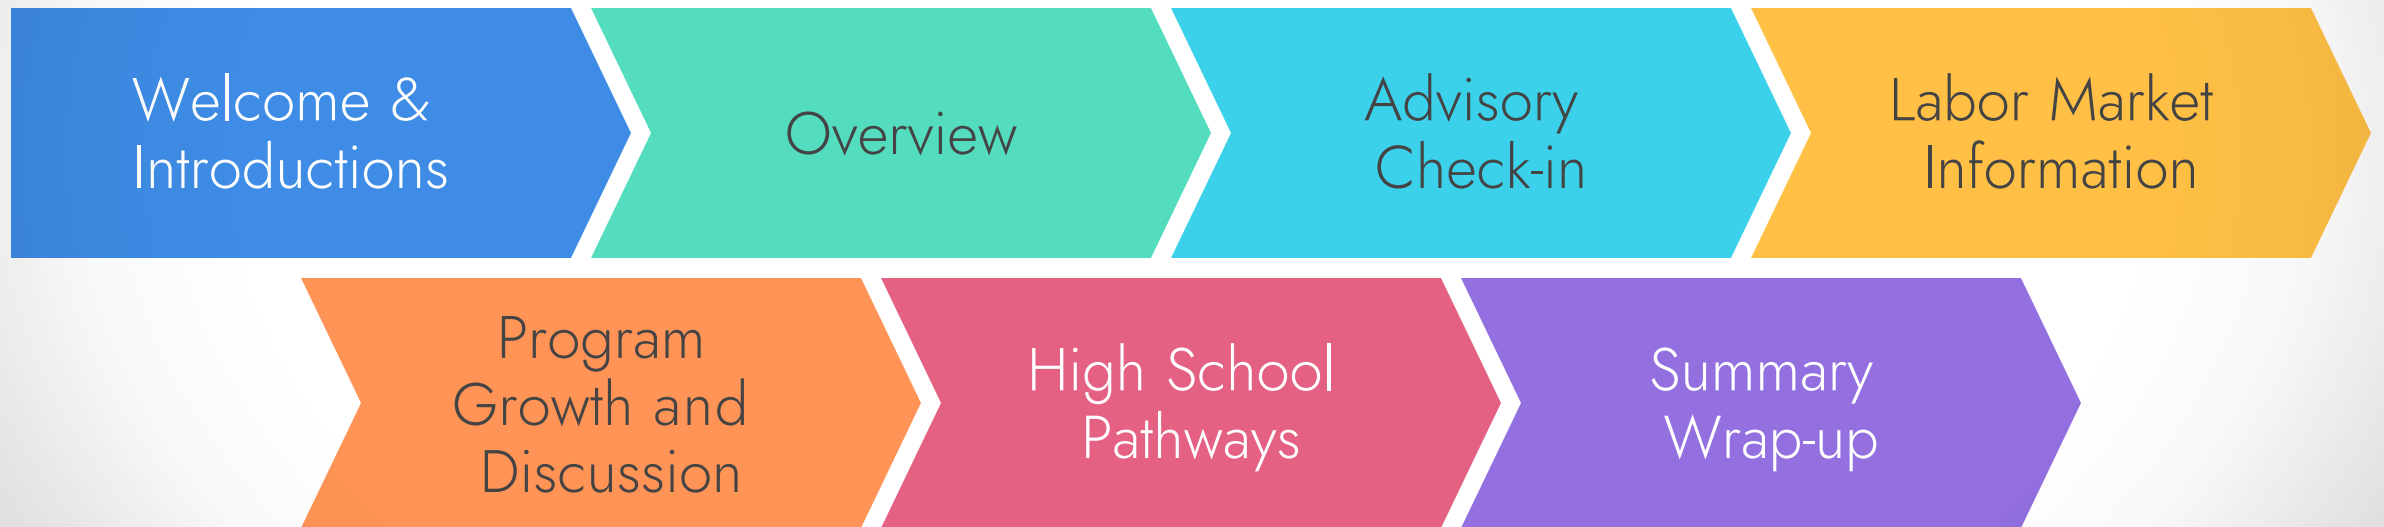 Welcome &
Introductions
Overview
Advisory
Check-in
Labor Market
Information
Program
Growth and
Discussion
High School
Pathways
Summary
Wrap-up